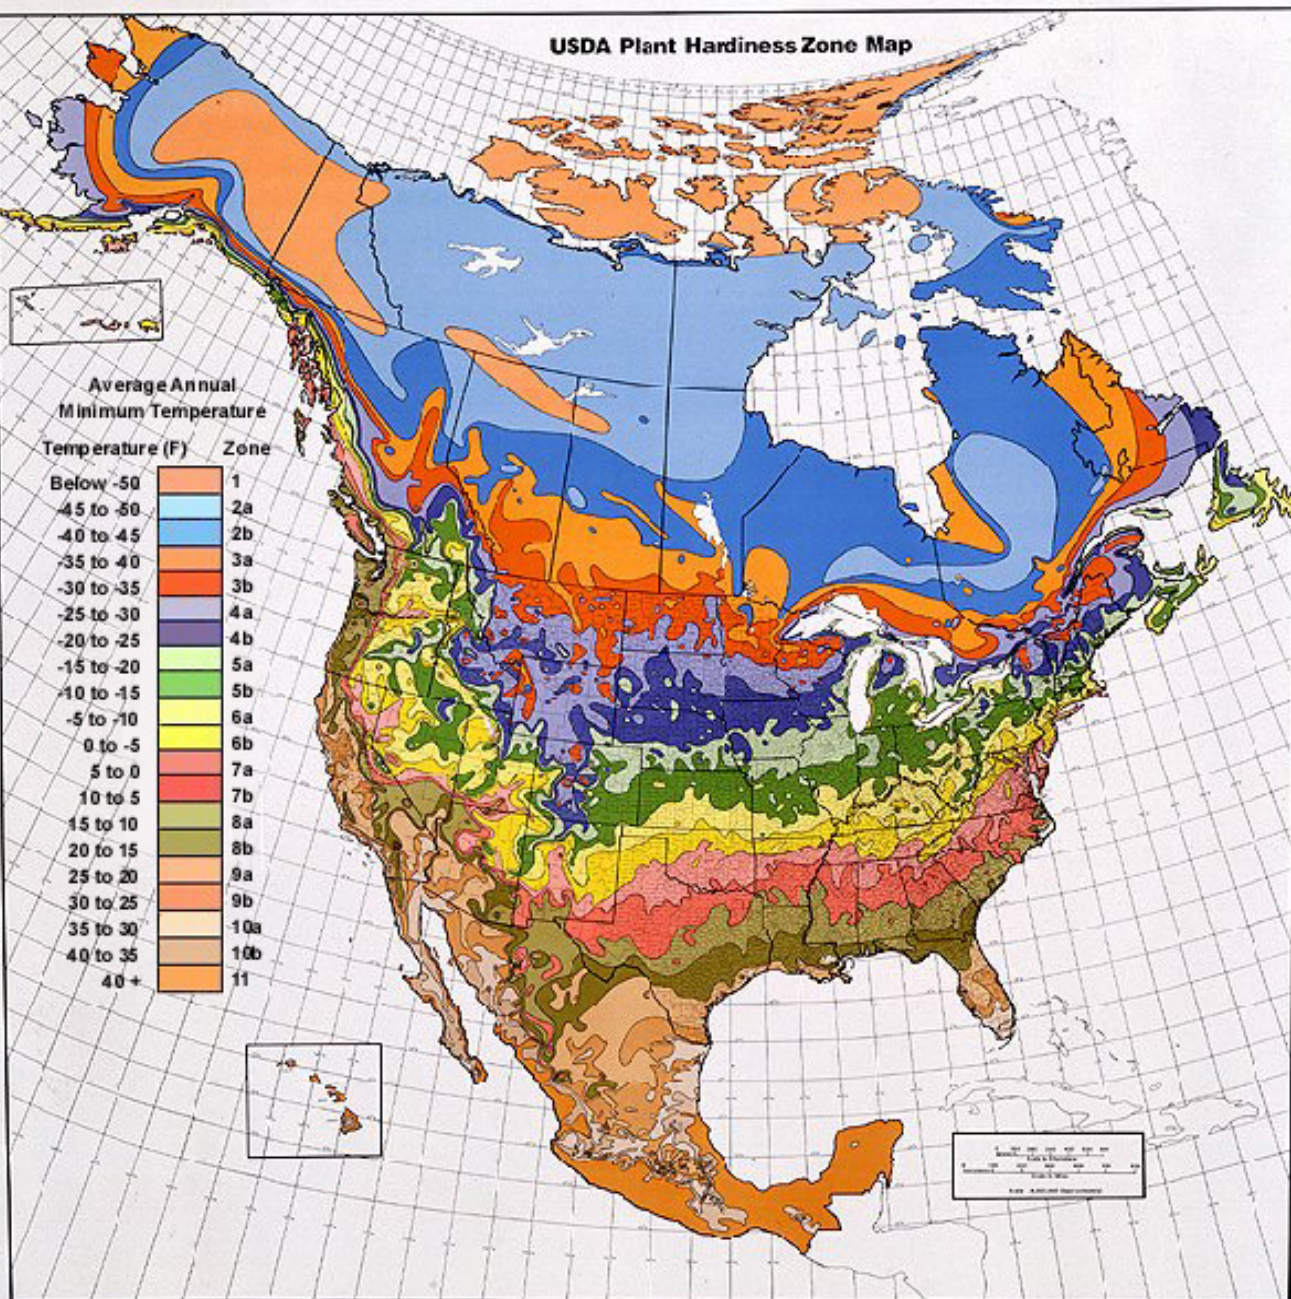 USDA Plant Hardiness Zone Map
Average Annual
Minimum Temperature
Temperature (F) Zone
Below -50 1
-45 to -50 2a
-40 to -45 2b
-35 to -40 3a
-30 to -35 3b
-25 to -30 4a
-20 to -25 4b
-15 to -20 5a
-10 to -15 5b
-5 to -10 6a
0 to -5 6b
5 to 0 7a
10 to 5 7b
15 to 10 8a
20 to 15 8b
25 to 20 9a
30 to 25 9b
35 to 30 10a
40 to 35 10b
40 + 11